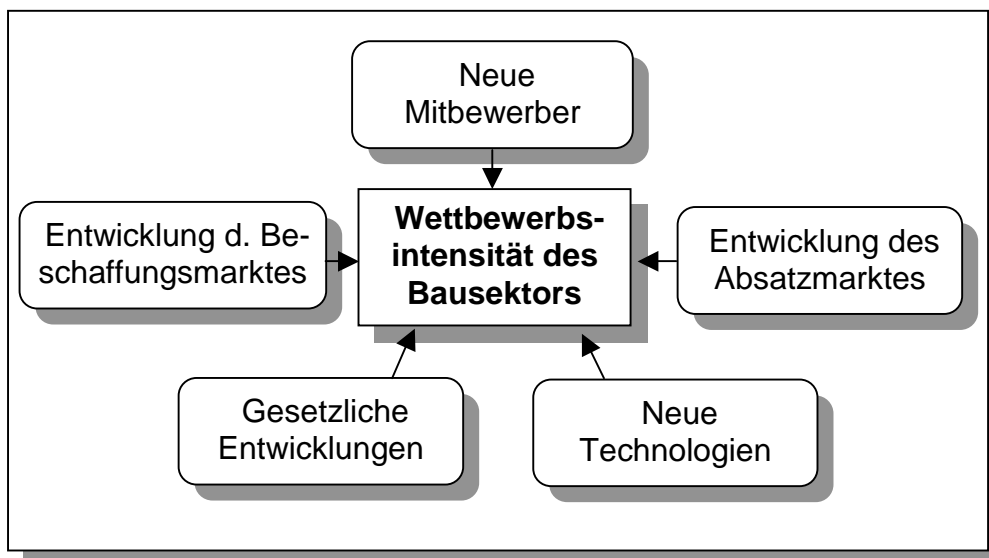 Neue
Mitbewerber
Entwicklung d. Be-
schaffungsmarktes
Wettbewerbs-
intensität des
Bausektors
Entwicklung des
Absatzmarktes
Gesetzliche
Entwicklungen
Neue
Technologien